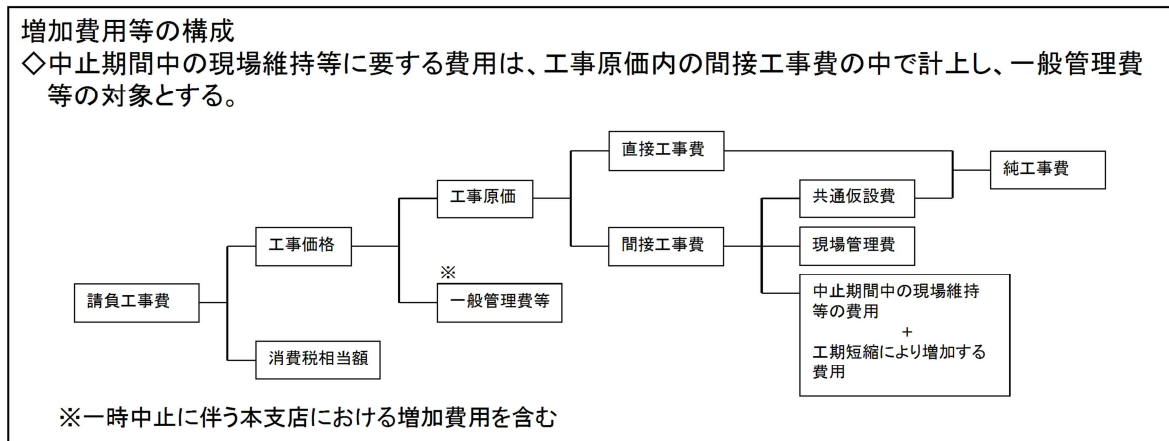 増加費用等の構成
◇中止期間中の現場維持等に要する費用は、工事原価内の間接工事費の中で計上し、一般管理費
等の対象とする。
直接工事費
純工事費
工事原価
共通仮設費
工事価格
間接工事費
現場管理費
※
請負工事費
一般管理費等
中止期間中の現場維持
等の費用
+
工期短縮により増加する
費用
消費税相当額
※一時中止に伴う本支店における増加費用を含む